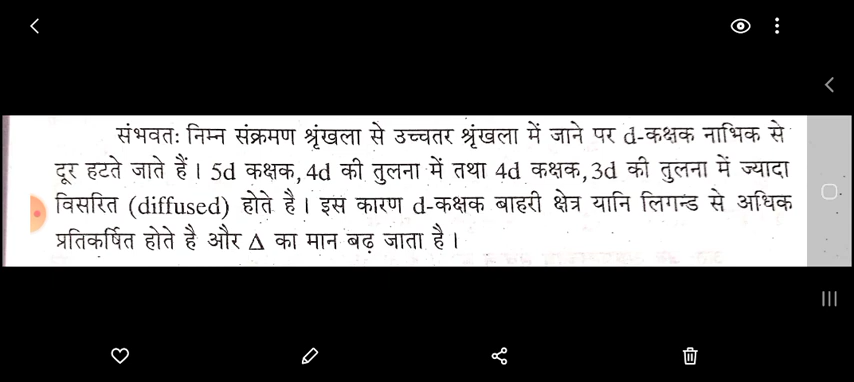 संभवतः निम्न संक्रमण श्रृंखला से उच्चतर श्रृंखला में जाने पर d-कक्षक नाभिक से
दूर हटते जाते हैं। 5d कक्षक, 4d की तुलना में तथा 4d कक्षक, 3d की तुलना में ज्यादा
विसरित (diffused) होते है। इस कारण d-कक्षक बाहरी क्षेत्र यानि लिगन्ड से अधिक
प्रतिकर्षित होते है और Δ का मान बढ़ जाता है।